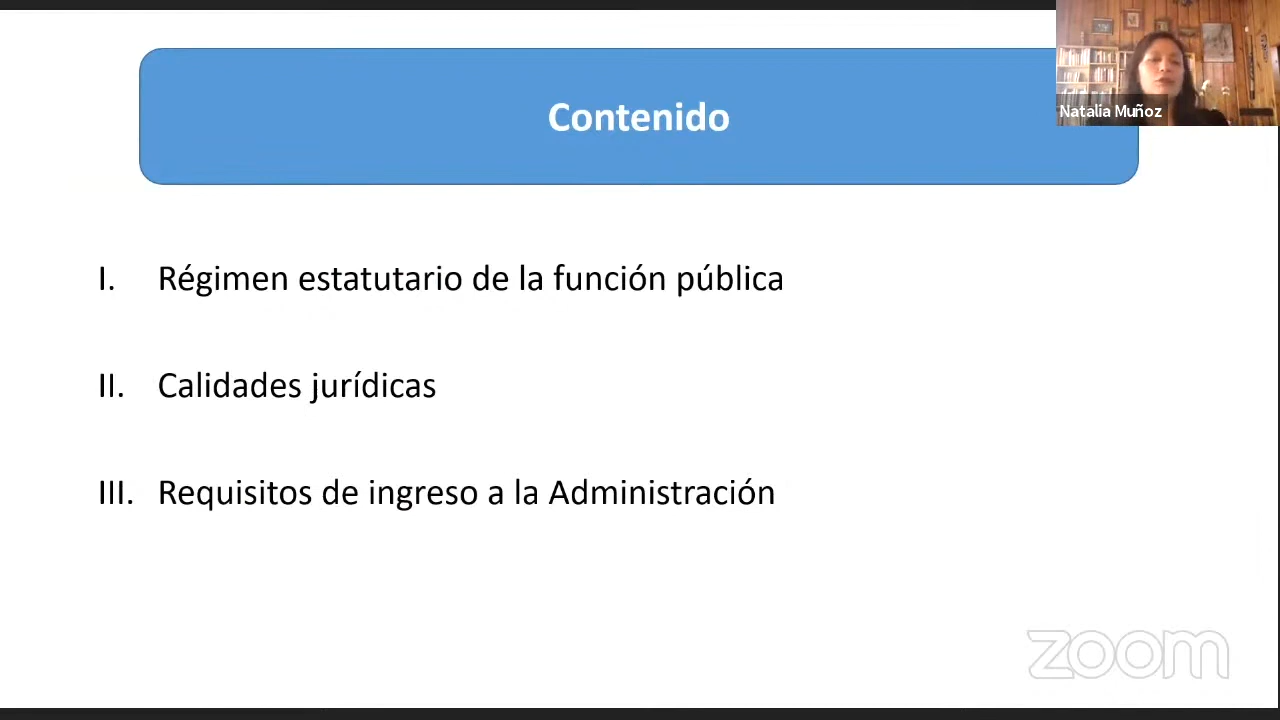 Contenido
Natalia Muñoz
I. Régimen estatutario de la función pública
II. Calidades jurídicas
III. Requisitos de ingreso a la Administración
zoom